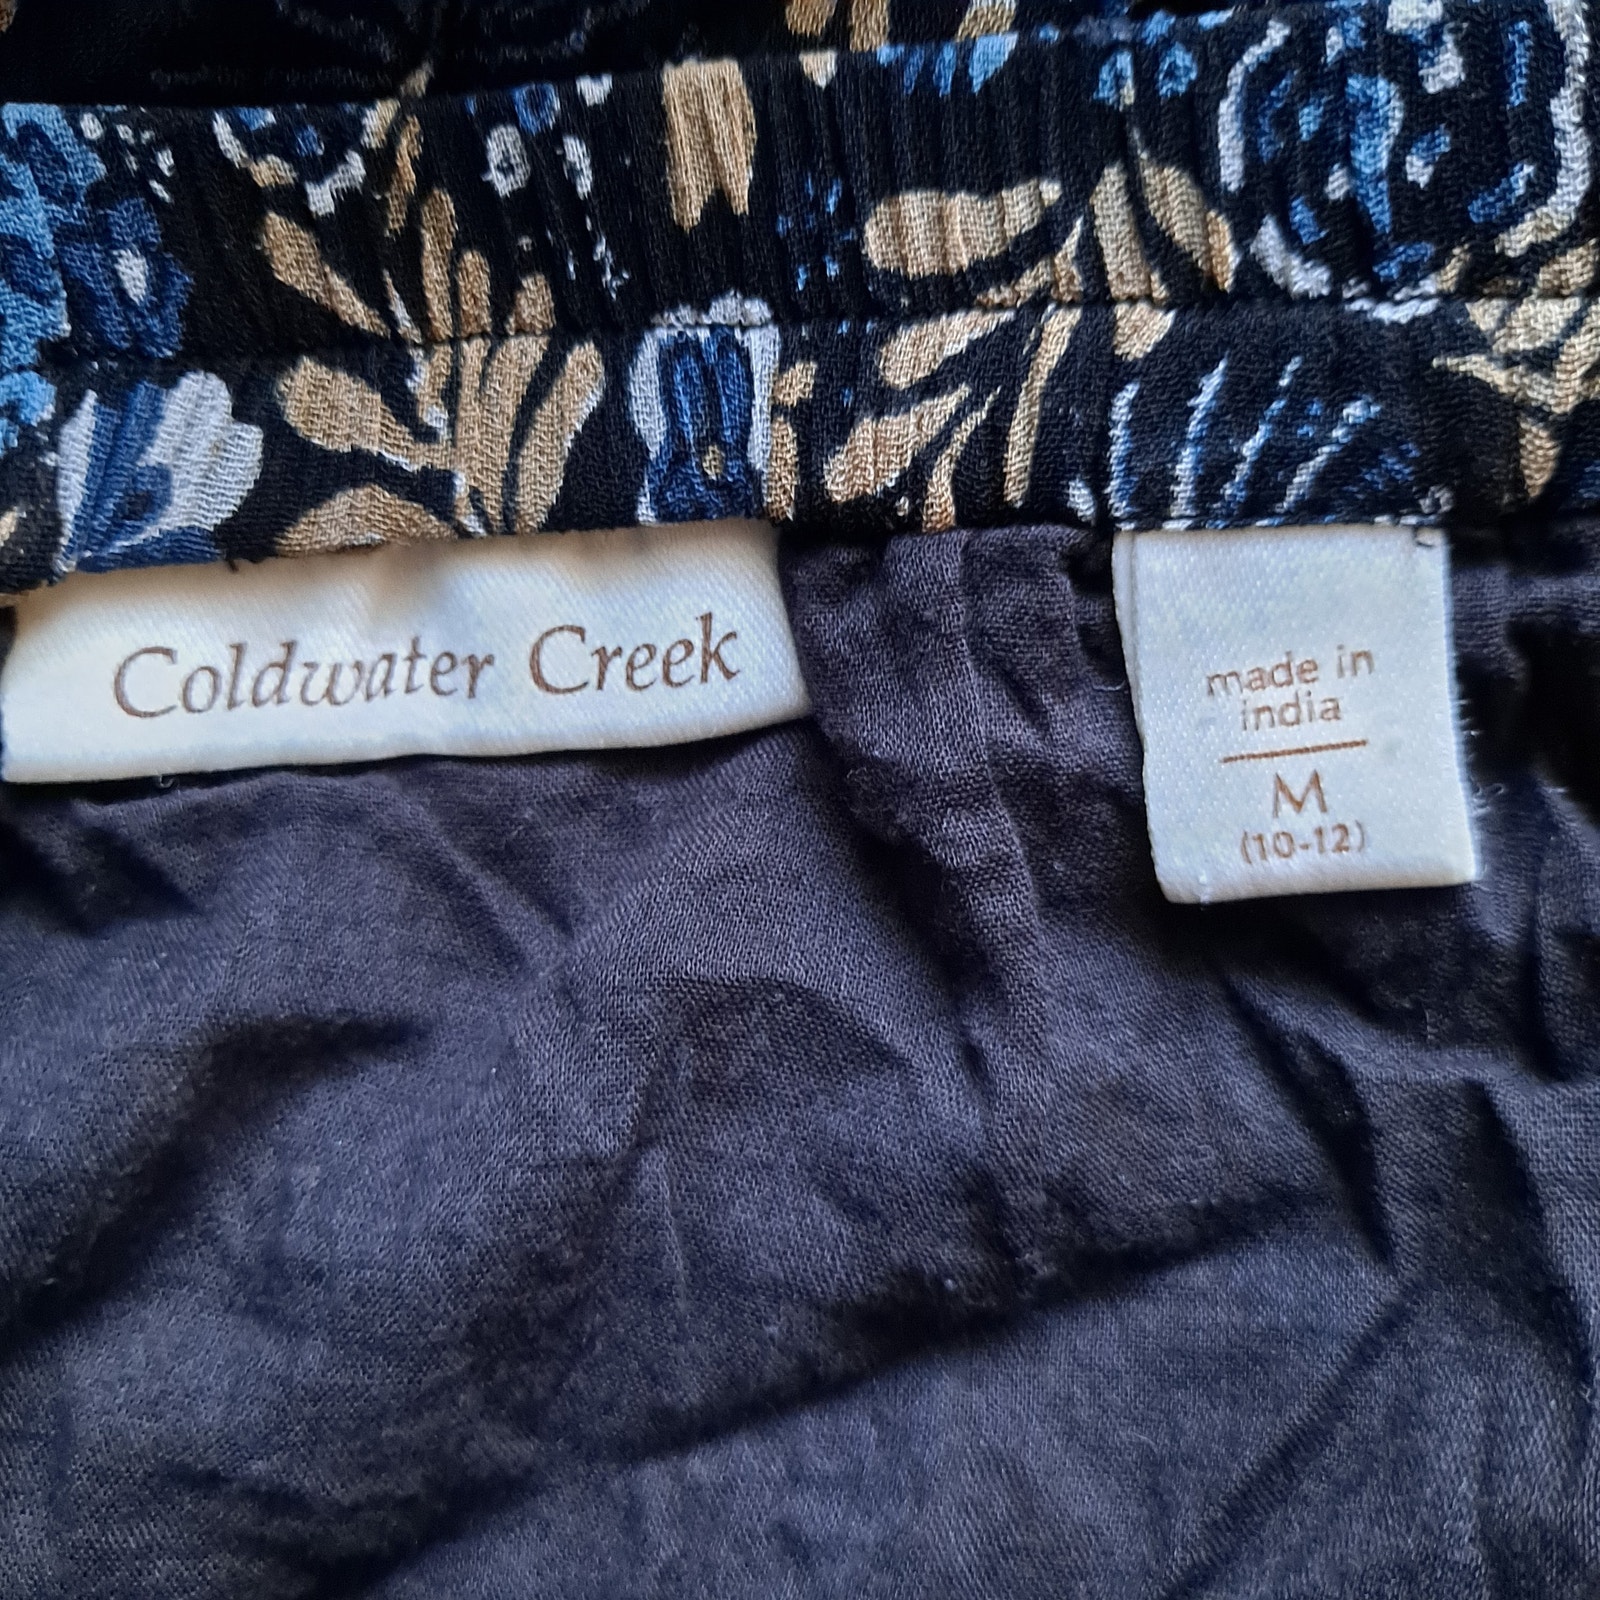 Coldwater Creek
made in
india
M
(10-12)